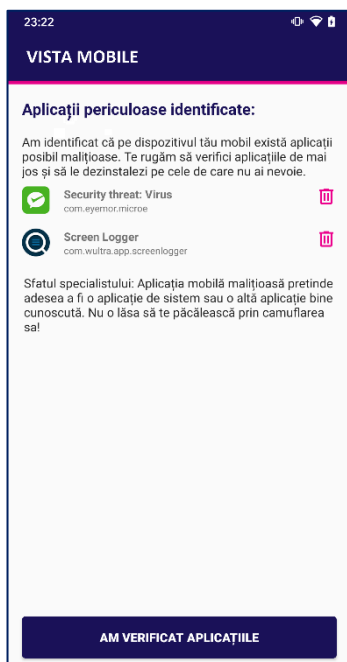 23:22
VISTA MOBILE
Aplicații periculoase identificate:
Am identificat că pe dispozitivul tău mobil există aplicații
posibil malițioase. Te rugăm să verifici aplicațiile de mai
jos și să le dezinstalezi pe cele de care nu ai nevoie.
Security threat: Virus
com.eyemor.microe
Screen Logger
com.wultra.app.screenlogger
Sfatul specialistului: Aplicația mobilă malițioasă pretinde
adesea a fi o aplicație de sistem sau o altă aplicație bine
cunoscută. Nu o lăsa să te păcălească prin camuflarea
sa!
AM VERIFICAT APLICAȚIILE